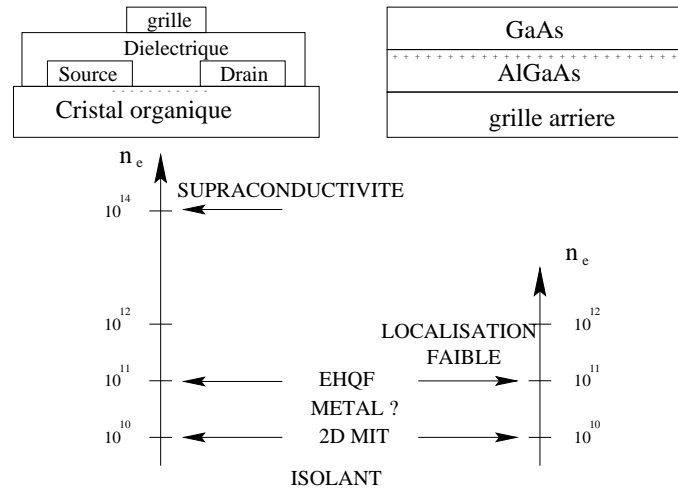 grille
Dielectrique
Source
Drain
Cristal organique
GaAs
AlGaAs
grille arriere
n e
SUPRACONDUCTIVITE
10^14
n e
10^12
LOCALISATION
FAIBLE
10^12
10^11
EHQF
10^11
METAL ?
10^10
2D MIT
10^10
ISOLANT